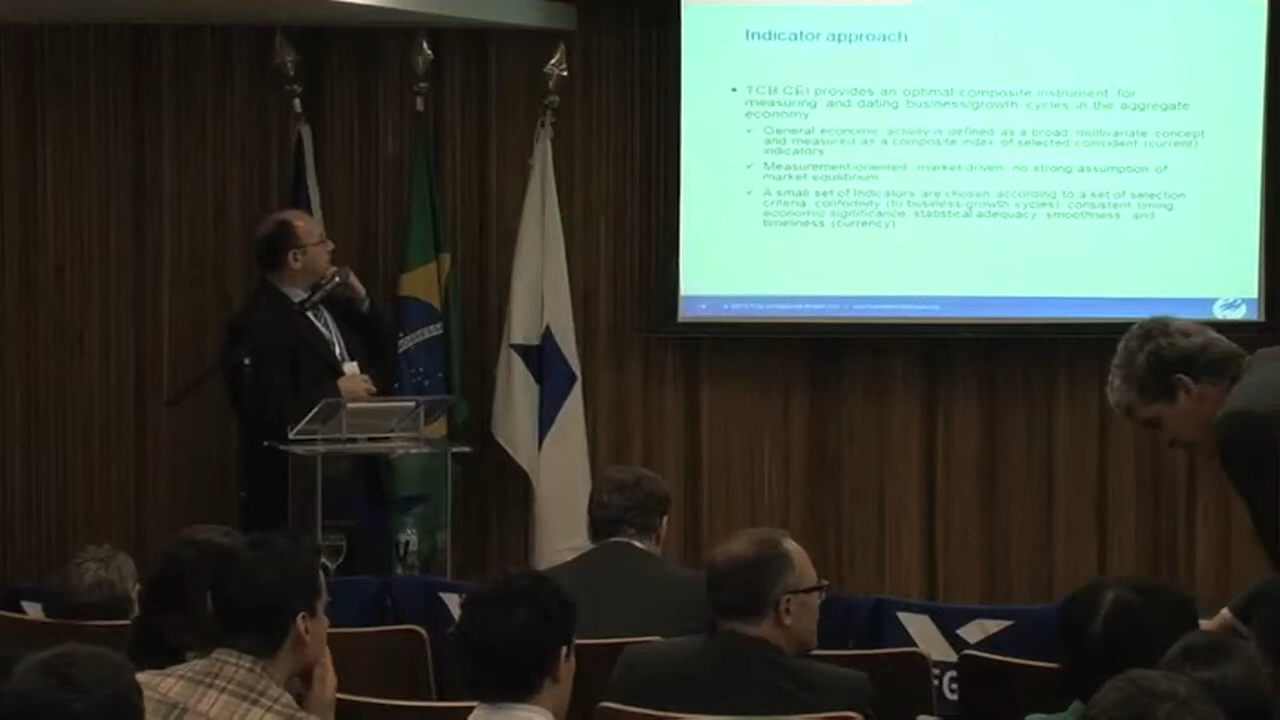 Indicator approach
• TCB CEI provides an optimal composite instrument for
measuring and dating business/growth cycles in the aggregate
economy
✓ General economic activity is defined as a broad, multivariate concept
and measured as a composite index of selected coincident (current)
indicators
✓ Measurement-oriented, market driven, no strong assumption of
market equilibrium
✓ A small set of Indicators are chosen according to a set of selection
criteria: conformity (to business/growth cycles), consistent timing,
economic significance, statistical adequacy, smoothness, and
timeliness (currency)
FG